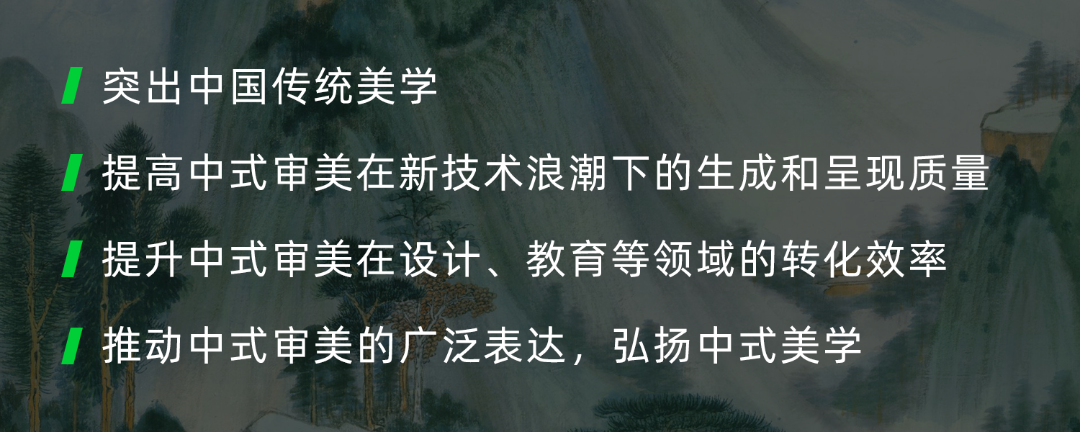 突出中国传统美学
提高中式审美在新技术浪潮下的生成和呈现质量
提升中式审美在设计、教育等领域的转化效率
推动中式审美的广泛表达，弘扬中式美学